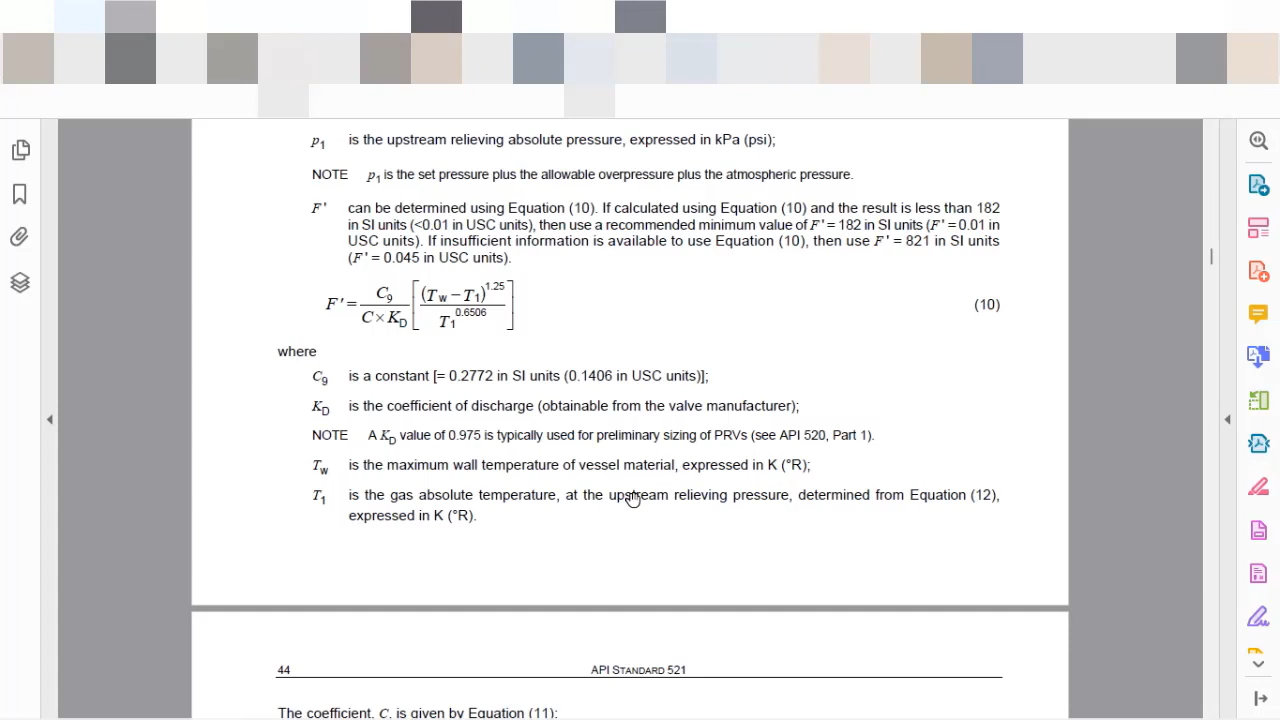 p1 is the upstream relieving absolute pressure, expressed in kPa (psi);
NOTE p1 is the set pressure plus the allowable overpressure plus the atmospheric pressure.
F' can be determined using Equation (10). If calculated using Equation (10) and the result is less than 182
in SI units (<0.01 in USC units), then use a recommended minimum value of F' = 182 in SI units (F' = 0.01 in
USC units). If insufficient information is available to use Equation (10), then use F' = 821 in SI units
(F' = 0.045 in USC units).
F' = C9 / (C × KD) [(Tw − T1)^1.25 / T1^0.6506] (10)
where
C9 is a constant [= 0.2772 in SI units (0.1406 in USC units)];
KD is the coefficient of discharge (obtainable from the valve manufacturer);
NOTE A KD value of 0.975 is typically used for preliminary sizing of PRVs (see API 520, Part 1).
Tw is the maximum wall temperature of vessel material, expressed in K (°R);
T1 is the gas absolute temperature, at the upstream relieving pressure, determined from Equation (12),
expressed in K (°R).
44 API STANDARD 521
The coefficient, C, is given by Equation (11):